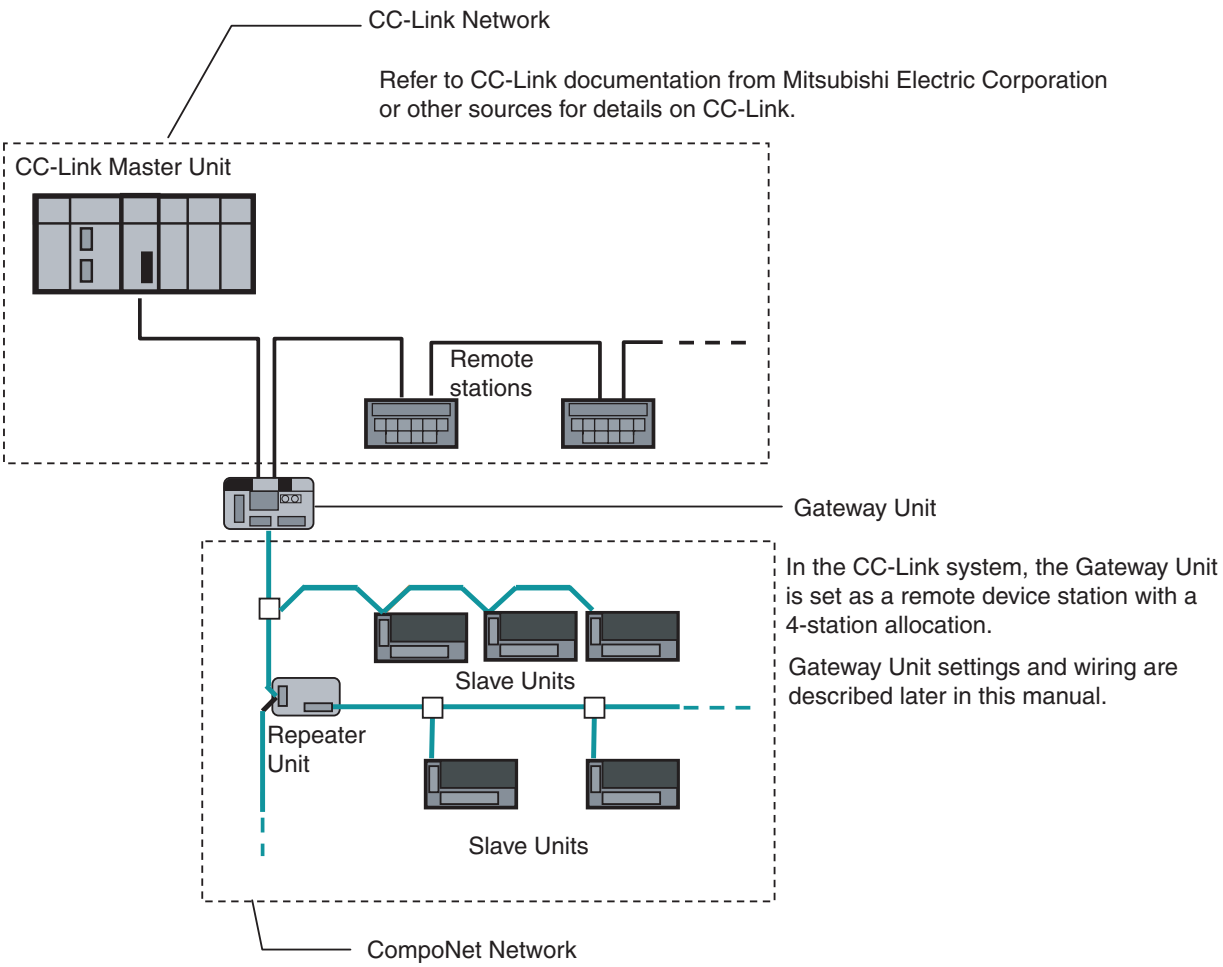 CC-Link Network
Refer to CC-Link documentation from Mitsubishi Electric Corporation
or other sources for details on CC-Link.
CC-Link Master Unit
Remote
stations
Gateway Unit
In the CC-Link system, the Gateway Unit
is set as a remote device station with a
4-station allocation.
Gateway Unit settings and wiring are
described later in this manual.
Slave Units
Repeater
Unit
Slave Units
CompoNet Network